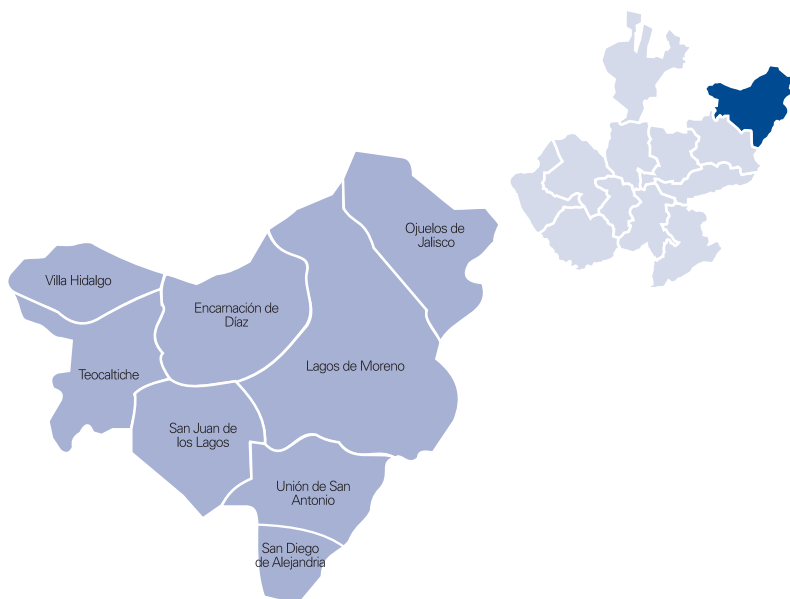 Ojuelos de
Jalisco
Villa Hidalgo
Encarnación de
Díaz
Lagos de Moreno
Teocaltiche
San Juan de
los Lagos
Unión de San
Antonio
San Diego
de Alejandria